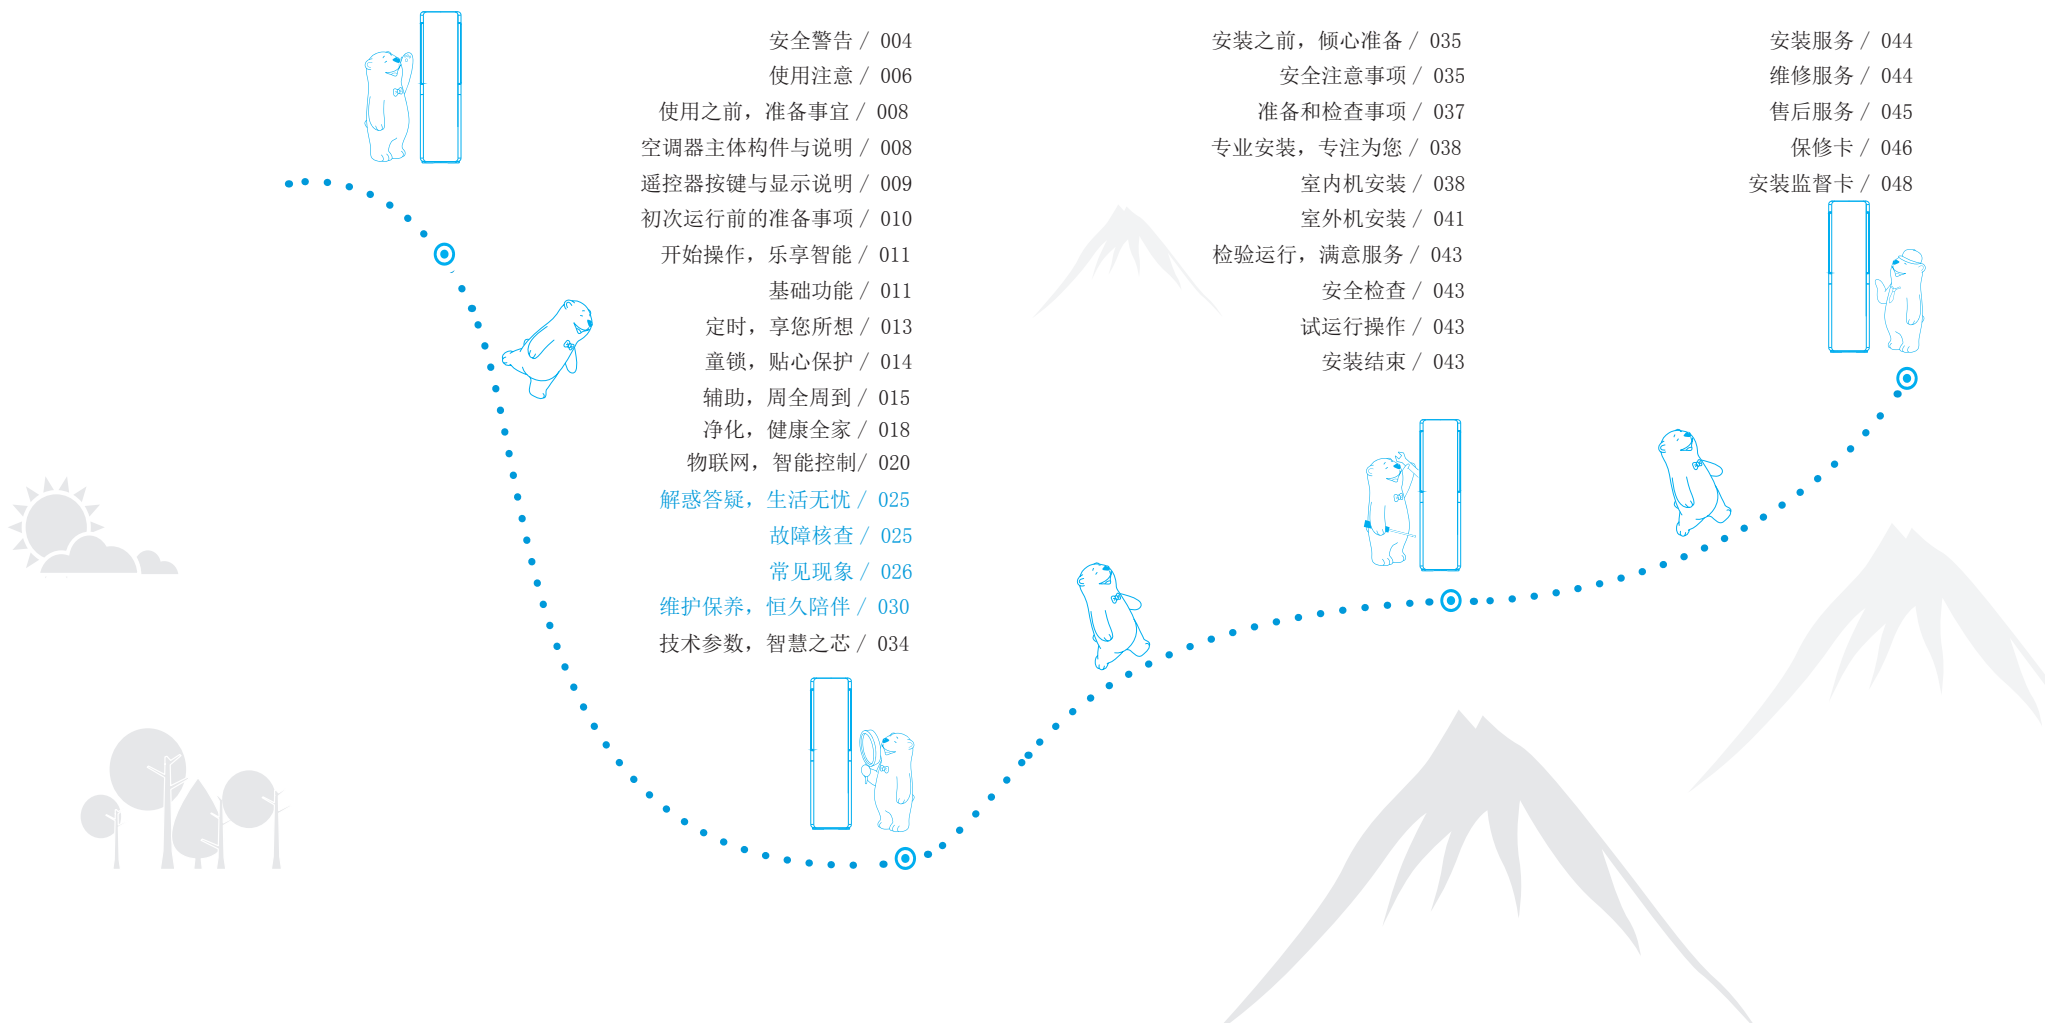 安全警告 / 004
使用注意 / 006
使用之前，准备事宜 / 008
空调器主体构件与说明 / 008
遥控器按键与显示说明 / 009
初次运行前的准备事项 / 010
开始操作，乐享智能 / 011
基础功能 / 011
定时，享您所想 / 013
童锁，贴心保护 / 014
辅助，周全周到 / 015
净化，健康全家 / 018
物联网，智能控制/ 020
解惑答疑，生活无忧 / 025
故障核查 / 025
常见现象 / 026
维护保养，恒久陪伴 / 030
技术参数，智慧之芯 / 034
安装之前，倾心准备 / 035
安全注意事项 / 035
准备和检查事项 / 037
专业安装，专注为您 / 038
室内机安装 / 038
室外机安装 / 041
检验运行，满意服务 / 043
安全检查 / 043
试运行操作 / 043
安装结束 / 043
安装服务 / 044
维修服务 / 044
售后服务 / 045
保修卡 / 046
安装监督卡 / 048